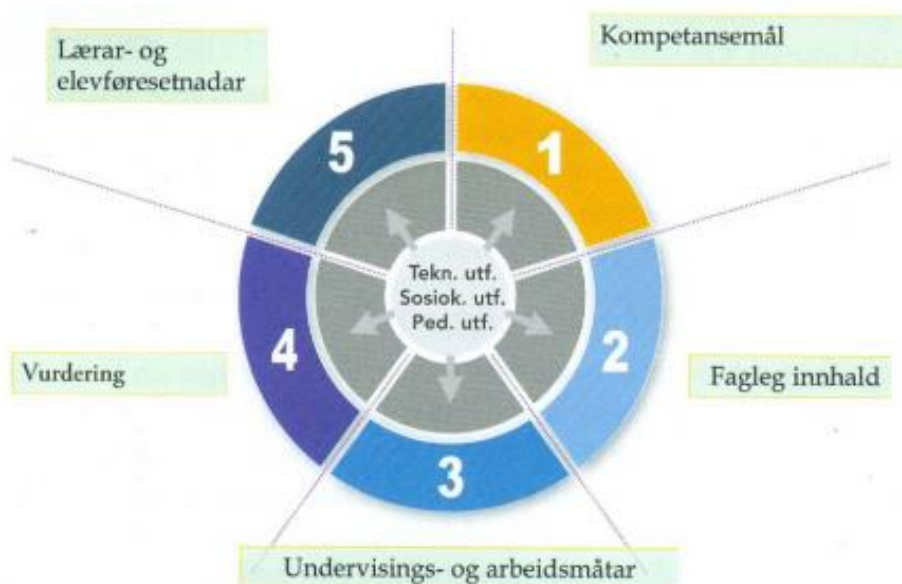 Lærar- og
elevføresetnadar
Kompetansemål
5
1
Tekn. utf.
Sosiok. utf.
Ped. utf.
4
2
Vurdering
Fagleg innhald
3
Undervisings- og arbeidsmåtar